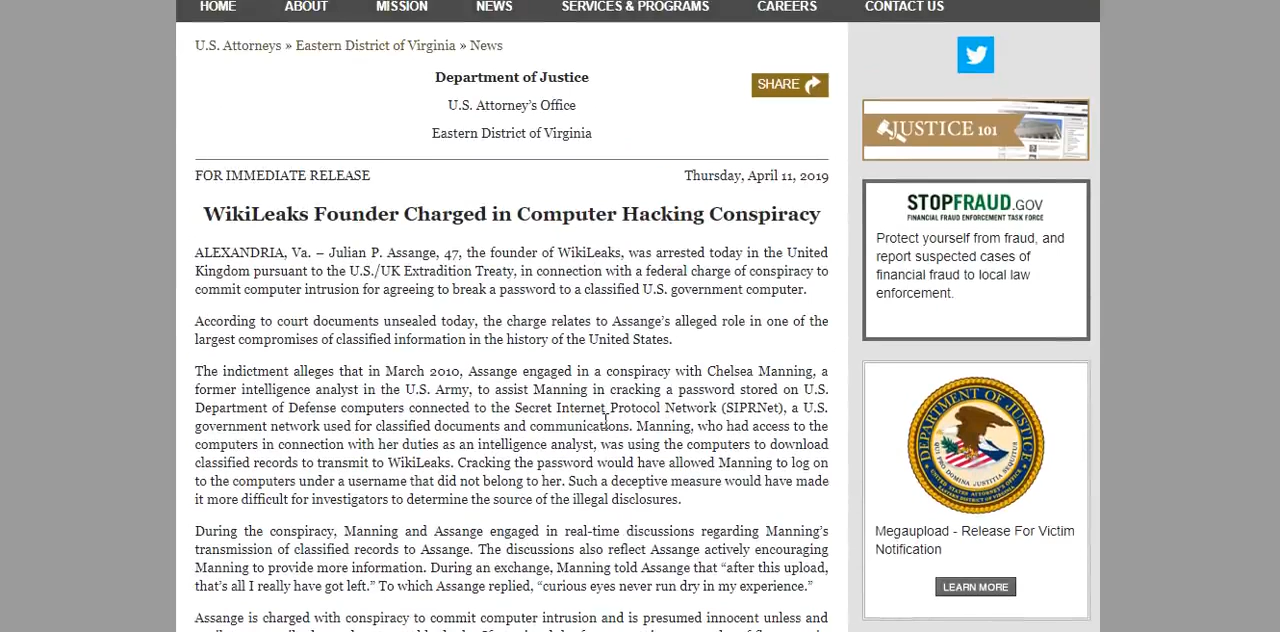 HOME ABOUT MISSION NEWS SERVICES & PROGRAMS CAREERS CONTACT US
U.S. Attorneys » Eastern District of Virginia » News
Department of Justice
SHARE
U.S. Attorney's Office
Eastern District of Virginia
FOR IMMEDIATE RELEASE
Thursday, April 11, 2019
WikiLeaks Founder Charged in Computer Hacking Conspiracy
ALEXANDRIA, Va. – Julian P. Assange, 47, the founder of WikiLeaks, was arrested today in the United
Kingdom pursuant to the U.S./UK Extradition Treaty, in connection with a federal charge of conspiracy to
commit computer intrusion for agreeing to break a password to a classified U.S. government computer.
According to court documents unsealed today, the charge relates to Assange's alleged role in one of the
largest compromises of classified information in the history of the United States.
The indictment alleges that in March 2010, Assange engaged in a conspiracy with Chelsea Manning, a
former intelligence analyst in the U.S. Army, to assist Manning in cracking a password stored on U.S.
Department of Defense computers connected to the Secret Internet Protocol Network (SIPRNet), a U.S.
government network used for classified documents and communications. Manning, who had access to the
computers in connection with her duties as an intelligence analyst, was using the computers to download
classified records to transmit to WikiLeaks. Cracking the password would have allowed Manning to log on
to the computers under a username that did not belong to her. Such a deceptive measure would have made
it more difficult for investigators to determine the source of the illegal disclosures.
During the conspiracy, Manning and Assange engaged in real-time discussions regarding Manning's
transmission of classified records to Assange. The discussions also reflect Assange actively encouraging
Manning to provide more information. During an exchange, Manning told Assange that “after this upload,
that's all I really have got left.” To which Assange replied, “curious eyes never run dry in my experience.”
Assange is charged with conspiracy to commit computer intrusion and is presumed innocent unless and
JUSTICE 101
STOPFRAUD.GOV
FINANCIAL FRAUD ENFORCEMENT TASK FORCE
Protect yourself from fraud, and
report suspected cases of
financial fraud to local law
enforcement.
DEPARTMENT OF JUSTICE
QUI PRO DOMINA JUSTITIA SEQUITUR
UNITED STATES ATTORNEY'S OFFICE
EASTERN DISTRICT OF VIRGINIA
Megaupload - Release For Victim
Notification
LEARN MORE